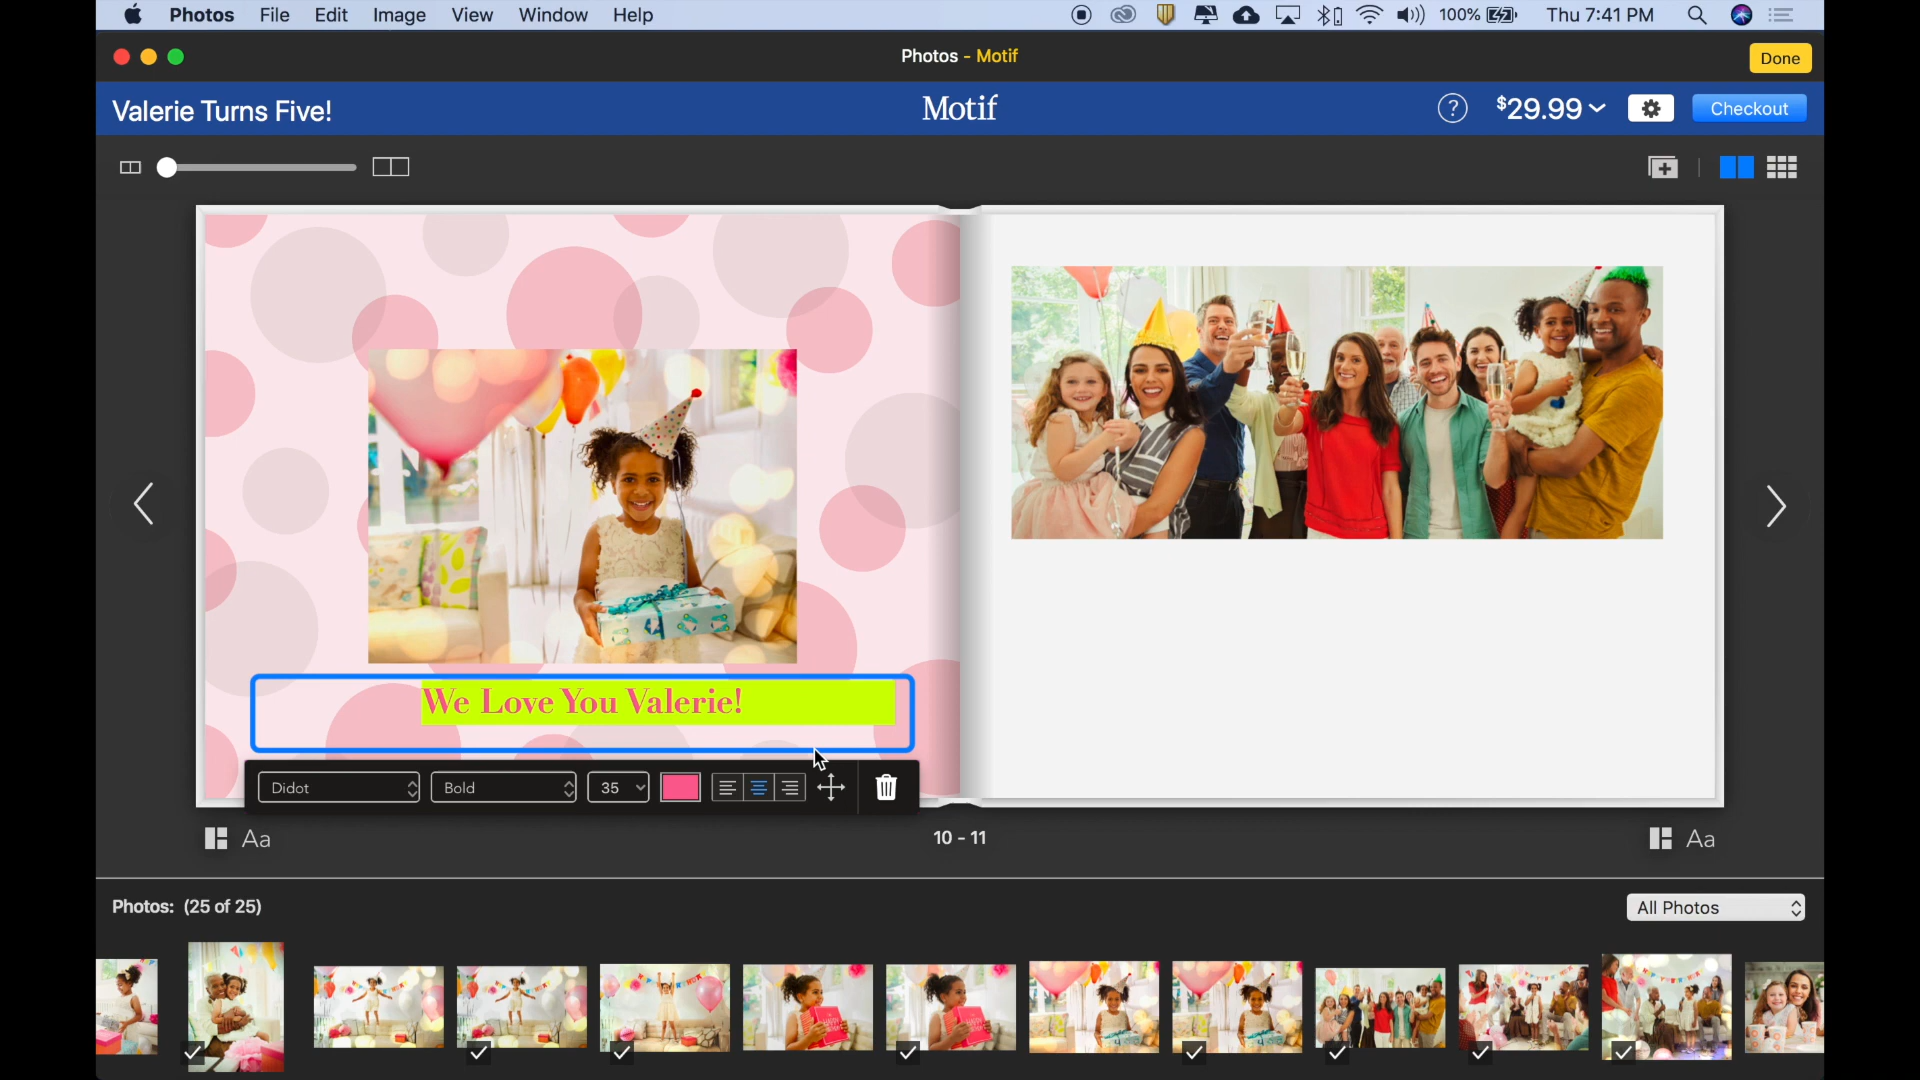 Photos File Edit Image View Window Help 100% Thu 7:41 PM
Photos - Motif
Done
Valerie Turns Five!
Motif
? $29.99
Checkout
We Love You Valerie!
Didot Bold 35
Aa
10 - 11
Aa
Photos: (25 of 25)
All Photos